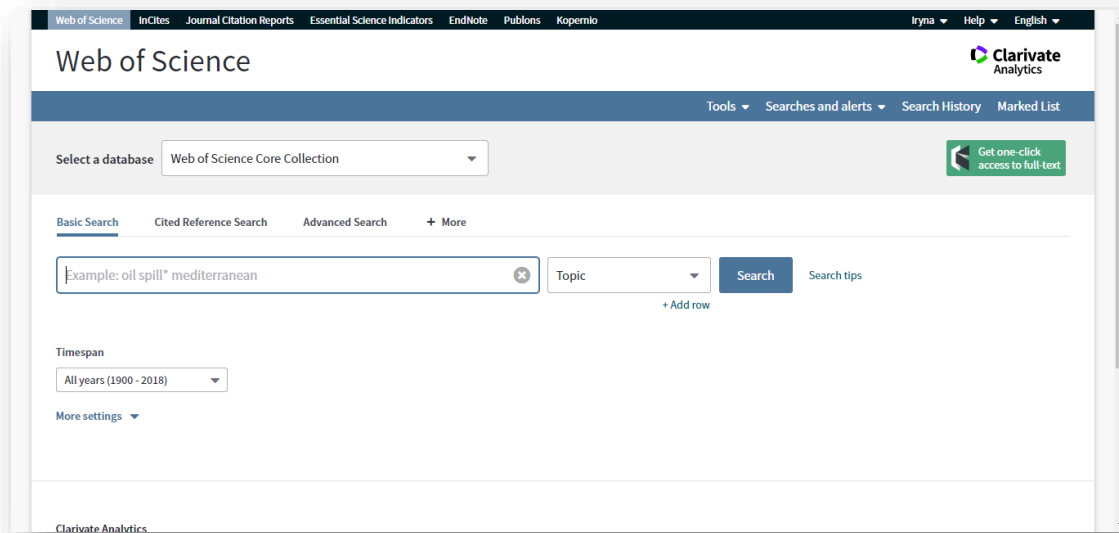 Web of Science InCites Journal Citation Reports Essential Science Indicators EndNote Publons Kopernio Iryna Help English
Web of Science
Clarivate
Analytics
Tools Searches and alerts Search History Marked List
Select a database Web of Science Core Collection
Get one-click
access to full-text
Basic Search Cited Reference Search Advanced Search + More
Example: oil spill* mediterranean Topic Search Search tips
+ Add row
Timespan
All years (1900 - 2018)
More settings
Clarivate Analytics